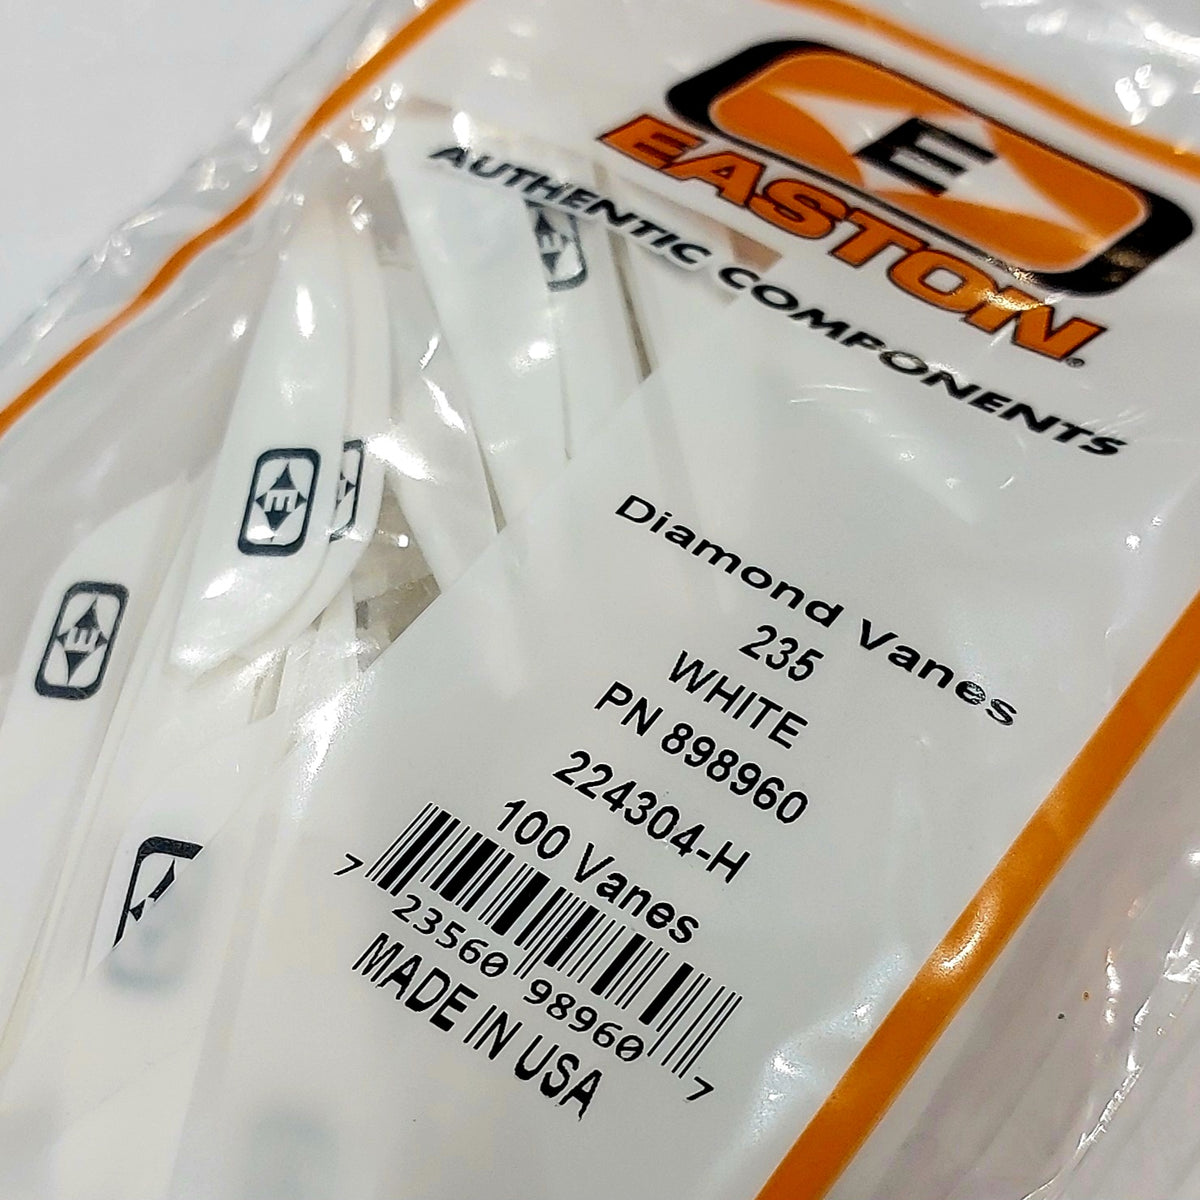 E
EASTON®
AUTHENTIC COMPONENTS
Diamond Vanes
235
WHITE
PN 898960
224304-H
100 Vanes
7 23560 98960 7
MADE IN USA
E
E
E
E